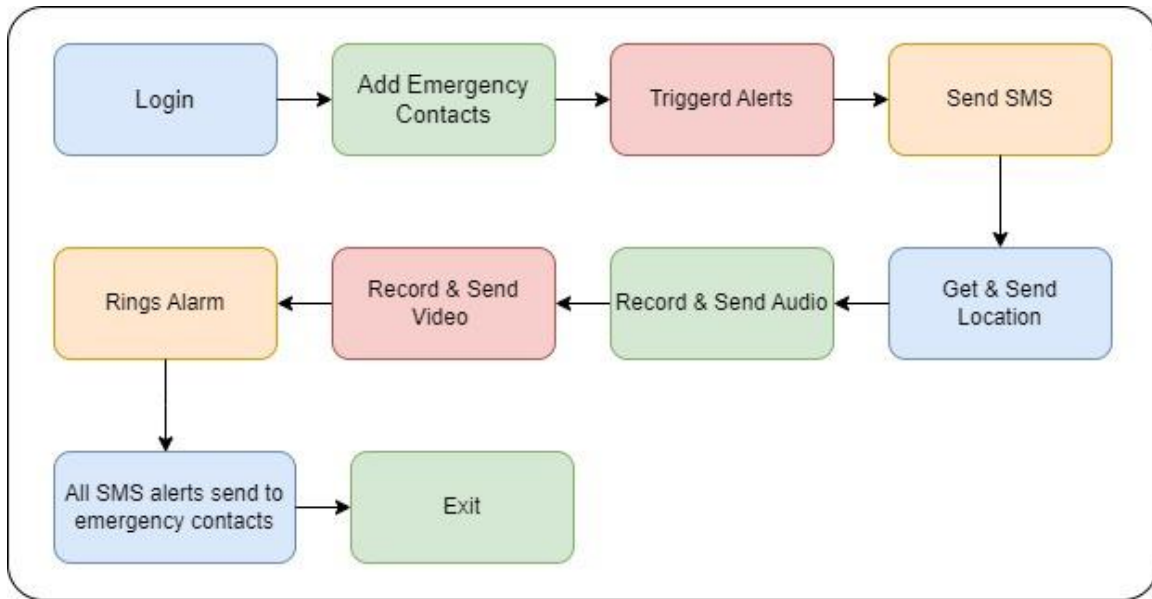 Login
Add Emergency
Contacts
Triggerd Alerts
Send SMS
Get & Send
Location
Record & Send Audio
Record & Send
Video
Rings Alarm
All SMS alerts send to
emergency contacts
Exit